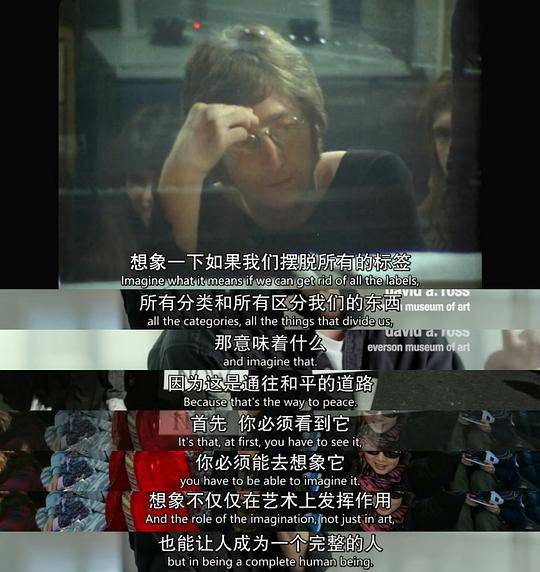 想象一下如果我们摆脱所有的标签
Imagine what it means if we can get rid of all the labels,
david a. ross
museum of art
所有分类和所有区分我们的东西
all the categories, all the things that divide us,
那意味着什么
david a. ross
everson museum of art
and imagine that.
因为这是通往和平的道路
Because that's the way to peace.
首先 你必须看到它
It's that, at first, you have to see it,
你必须能去想象它
you have to be able to imagine it.
想象不仅仅在艺术上发挥作用
And the role of the imagination, not just in art,
也能让人成为一个完整的人
but in being a complete human being.